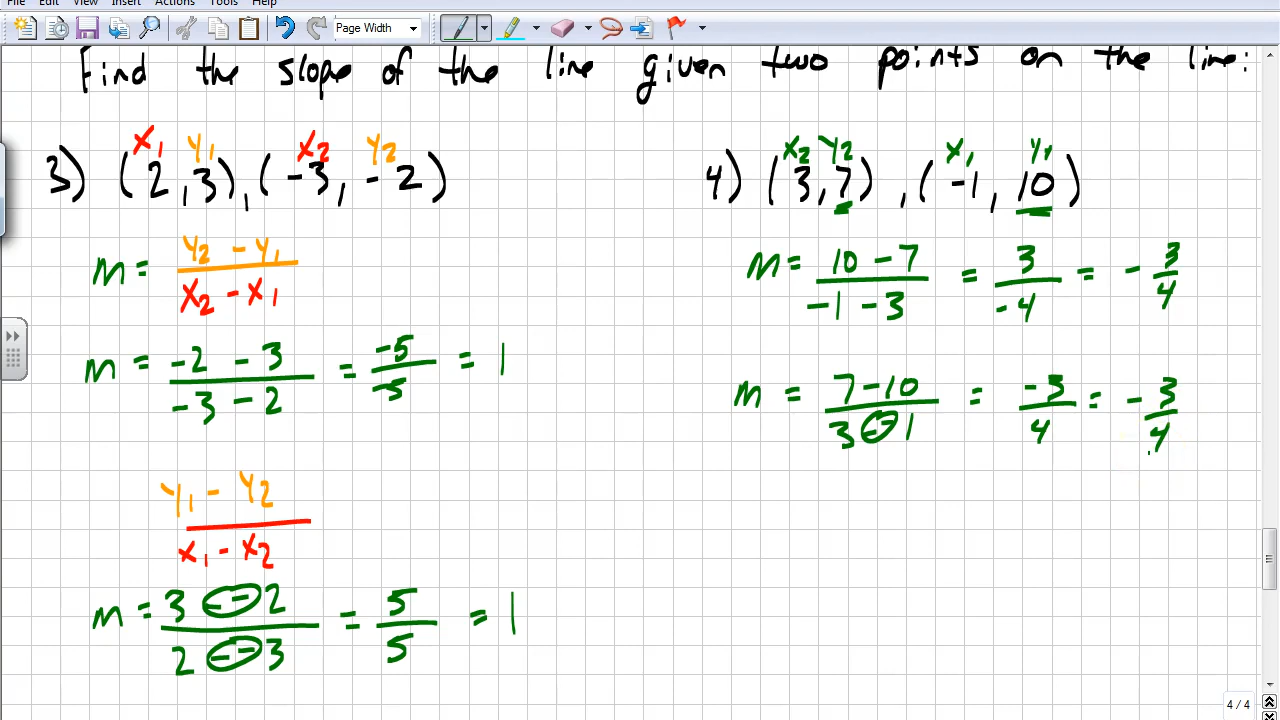 File Edit View Insert Actions Tools Help
Page Width
Find the slope of the line given two points on the line:
x₁ y₁ x₂ y₂
3) (2,3), (-3, -2)
m = y₂ - y₁ / x₂ - x₁
m = -2 - 3 / -3 - 2 = -5 / -5 = 1
y₁ - y₂ / x₁ - x₂
m = 3 - -2 / 2 - -3 = 5 / 5 = 1
x₂ y₂ x₁ y₁
4) (3,7), (-1, 10)
m = 10 - 7 / -1 - 3 = 3 / -4 = - 3 / 4
m = 7 - 10 / 3 - - 1 = -3 / 4 = - 3 / 4
4 / 4